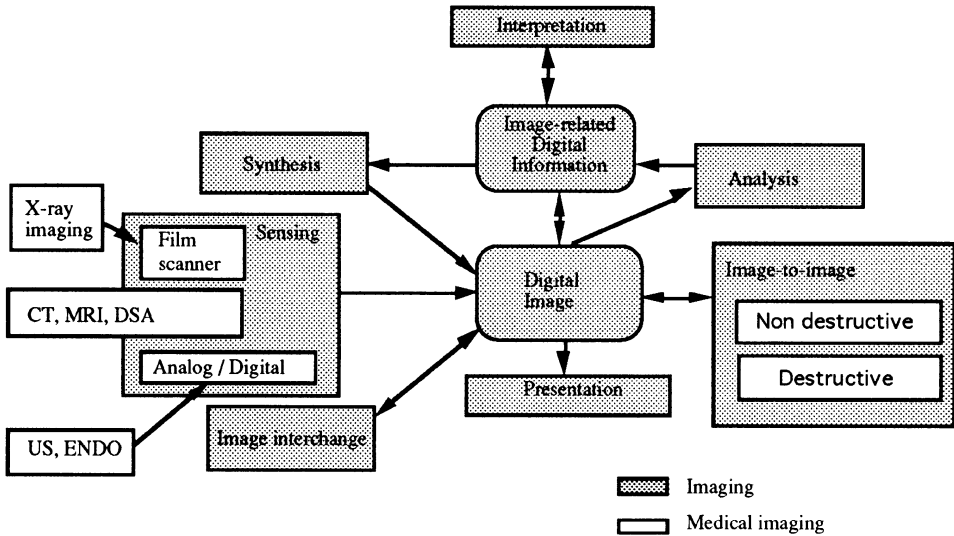 Interpretation
Image-related
Digital
Information
Synthesis
Analysis
X-ray
imaging
Sensing
Film
scanner
CT, MRI, DSA
Analog / Digital
US, ENDO
Digital
Image
Image-to-image
Non destructive
Destructive
Presentation
Image interchange
Imaging
Medical imaging